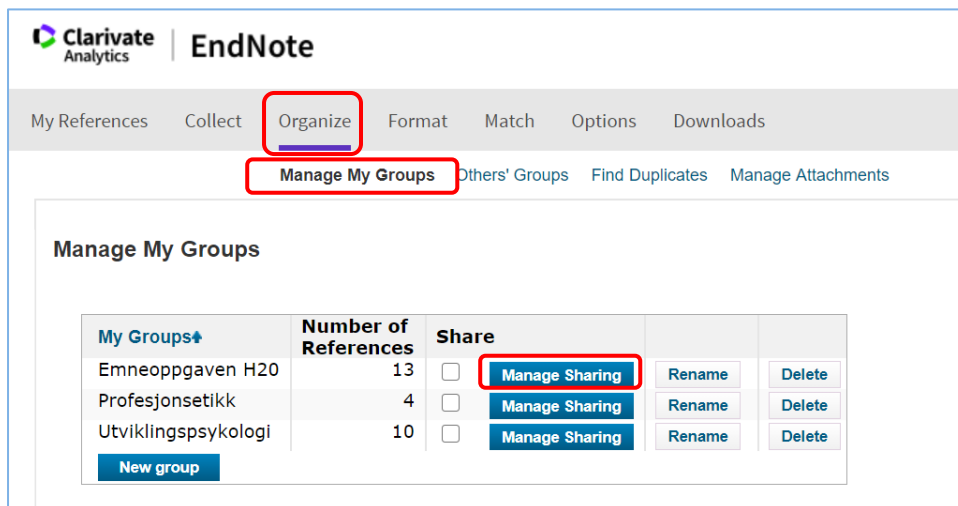 Clarivate
Analytics
EndNote
My References Collect Organize Format Match Options Downloads
Manage My Groups Others' Groups Find Duplicates Manage Attachments
Manage My Groups
My Groups Number of References Share
Emneoppgaven H20 13 Manage Sharing Rename Delete
Profesjonsetikk 4 Manage Sharing Rename Delete
Utviklingspsykologi 10 Manage Sharing Rename Delete
New group